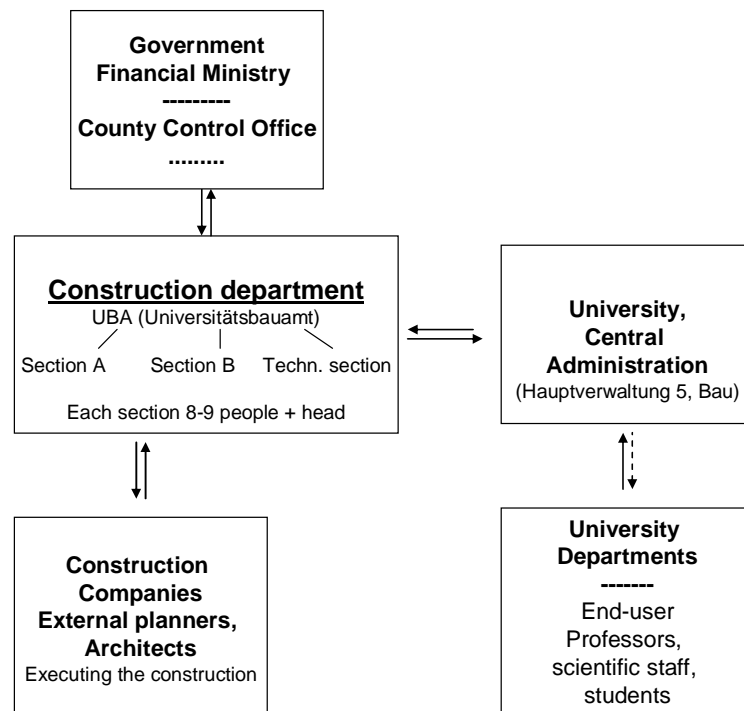 Government
Financial Ministry
---------
County Control Office
.........
Construction department
UBA (Universitätsbauamt)
Section A Section B Techn. section
Each section 8-9 people + head
University,
Central
Administration
(Hauptverwaltung 5, Bau)
Construction
Companies
External planners,
Architects
Executing the construction
University
Departments
-------
End-user
Professors,
scientific staff,
students